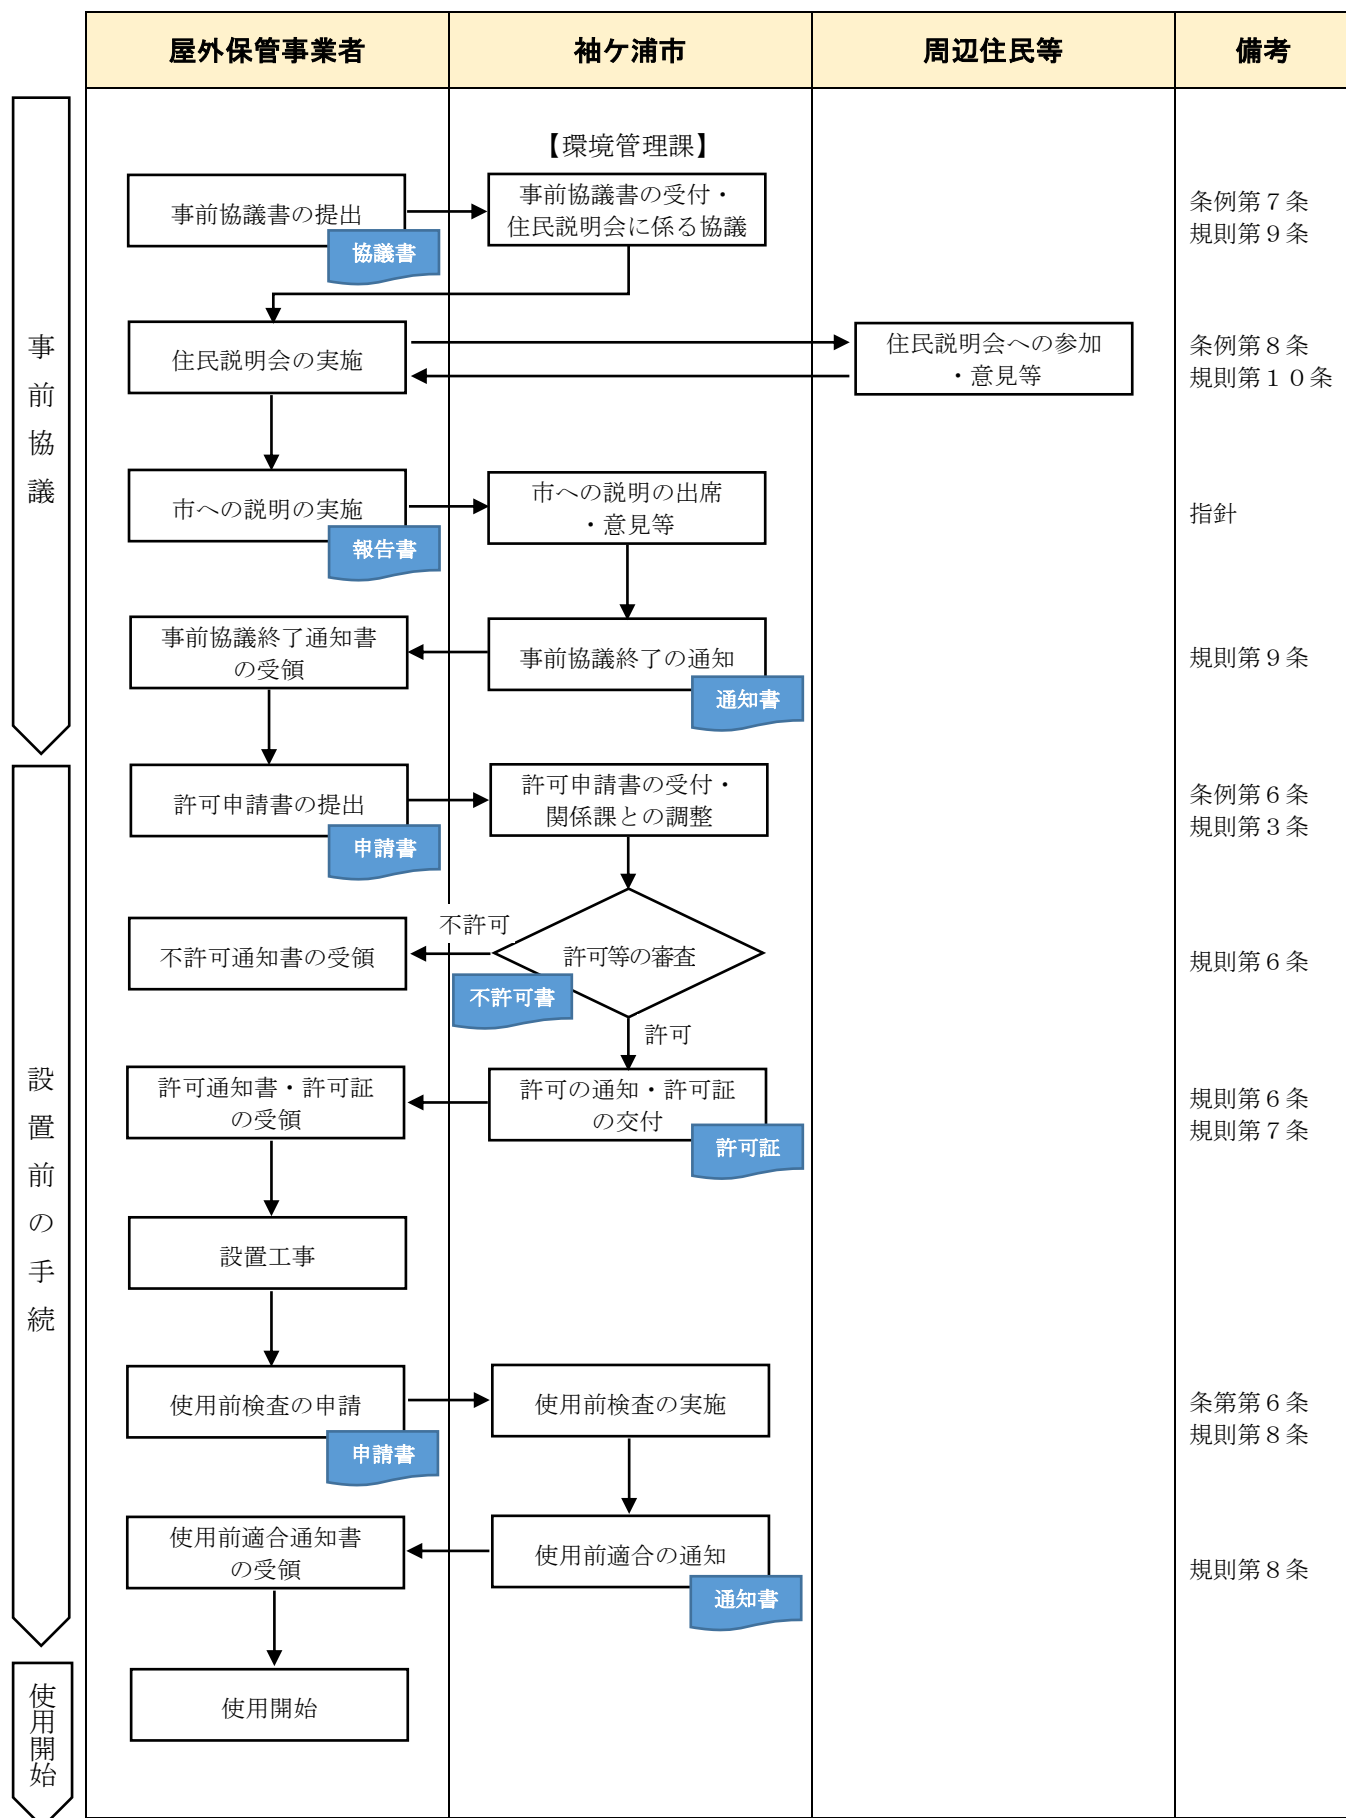 屋外保管事業者
袖ケ浦市
周辺住民等
備考
事前協議
【環境管理課】
事前協議書の提出
協議書
事前協議書の受付・
住民説明会に係る協議
条例第７条
規則第９条
住民説明会の実施
住民説明会への参加
・意見等
条例第８条
規則第１０条
市への説明の実施
報告書
市への説明の出席
・意見等
指針
事前協議終了通知書
の受領
事前協議終了の通知
通知書
規則第９条
設置前の手続
許可申請書の提出
申請書
許可申請書の受付・
関係課との調整
条例第６条
規則第３条
不許可通知書の受領
不許可
許可等の審査
不許可書
規則第６条
許可
許可通知書・許可証
の受領
許可の通知・許可証
の交付
許可証
規則第６条
規則第７条
設置工事
使用前検査の申請
申請書
使用前検査の実施
条第第６条
規則第８条
使用前適合通知書
の受領
使用前適合の通知
通知書
規則第８条
使用開始
使用開始